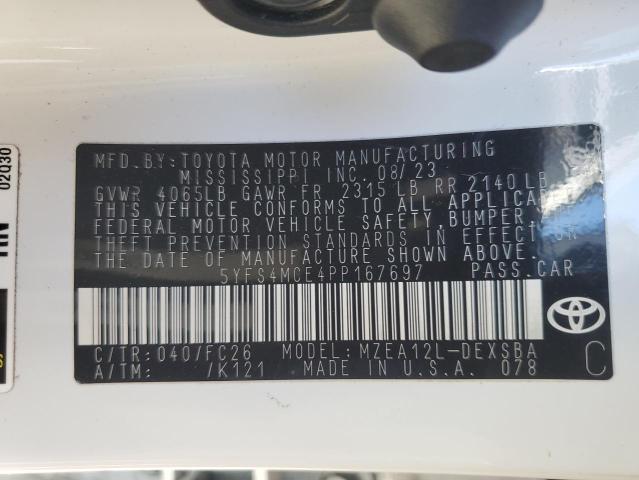 MFD.BY:TOYOTA MOTOR MANUFACTURING
MISSISSIPPI INC. 08/23
GVWR 4065LB GAWR FR 2315 LB RR 2140 LB
THIS VEHICLE CONFORMS TO ALL APPLICABLE
FEDERAL MOTOR VEHICLE SAFETY, BUMPER,
THEFT PREVENTION STANDARDS IN EFFECT ON
THE DATE OF MANUFACTURE SHOWN ABOVE.
5YFS4MCE4PP167697 PASS.CAR
C/TR: 040/FC26 MODEL: MZEA12L-DEXSBA
A/TM: /K121 MADE IN U.S.A. 078
C
02030